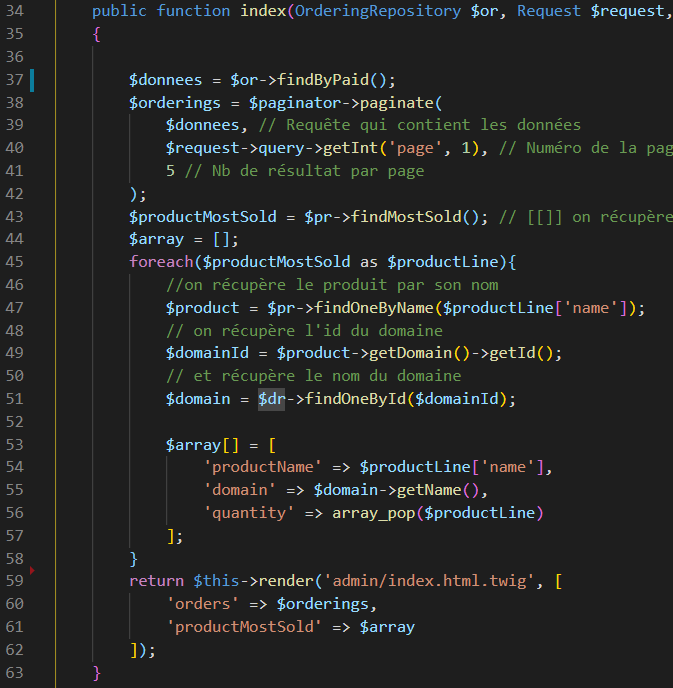 34 public function index(OrderingRepository $or, Request $request,
35 {
36
37 $donnees = $or->findByPaid();
38 $orderings = $paginator->paginate(
39 $donnees, // Requête qui contient les données
40 $request->query->getInt('page', 1), // Numéro de la pag
41 5 // Nb de résultat par page
42 );
43 $productMostSold = $pr->findMostSold(); // [[]] on récupère
44 $array = [];
45 foreach($productMostSold as $productLine){
46 //on récupère le produit par son nom
47 $product = $pr->findOneByName($productLine['name']);
48 // on récupère l'id du domaine
49 $domainId = $product->getDomain()->getId();
50 // et récupère le nom du domaine
51 $domain = $dr->findOneById($domainId);
52
53 $array[] = [
54 'productName' => $productLine['name'],
55 'domain' => $domain->getName(),
56 'quantity' => array_pop($productLine)
57 ];
58 }
59 return $this->render('admin/index.html.twig', [
60 'orders' => $orderings,
61 'productMostSold' => $array
62 ]);
63 }